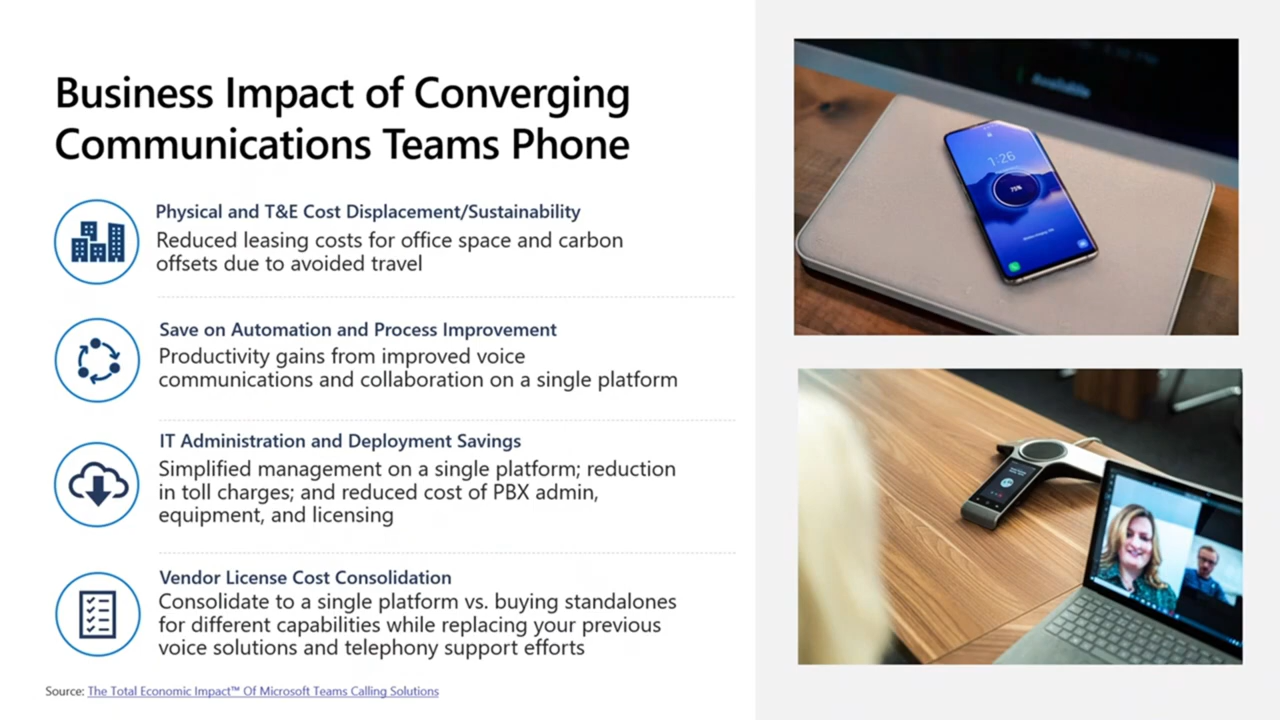 Business Impact of Converging
Communications Teams Phone
Physical and T&E Cost Displacement/Sustainability
Reduced leasing costs for office space and carbon
offsets due to avoided travel
Save on Automation and Process Improvement
Productivity gains from improved voice
communications and collaboration on a single platform
IT Administration and Deployment Savings
Simplified management on a single platform; reduction
in toll charges; and reduced cost of PBX admin,
equipment, and licensing
Vendor License Cost Consolidation
Consolidate to a single platform vs. buying standalones
for different capabilities while replacing your previous
voice solutions and telephony support efforts
Source: The Total Economic Impact™ Of Microsoft Teams Calling Solutions
Available
1:26
75%